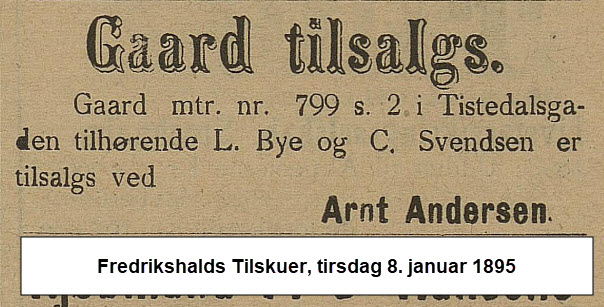 Gaard tilsalgs.
Gaard mtr. nr. 799 s. 2 i Tistedalsga-
den tilhørende L. Bye og C. Svendsen er
tilsalgs ved
Arnt Andersen.
Fredrikshalds Tilskuer, tirsdag 8. januar 1895